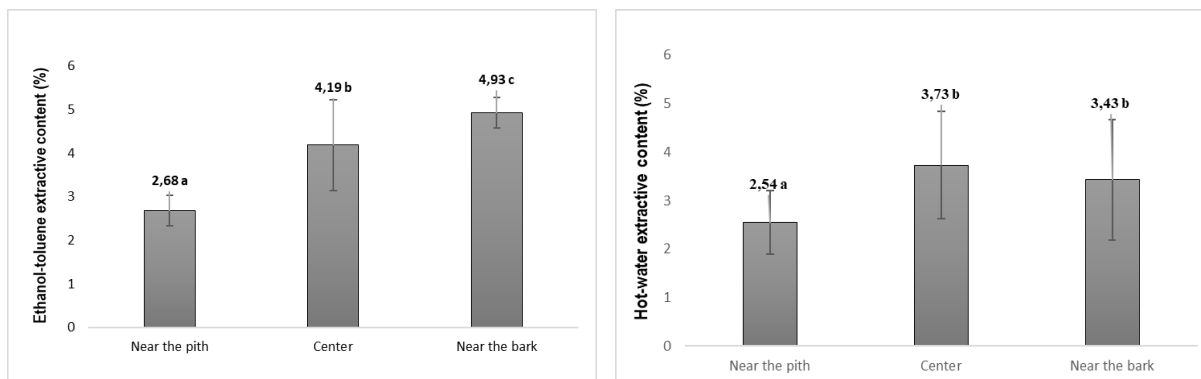 Ethanol-toluene extractive content (%)
6
5
4
3
2
1
0
2,68 a
4,19 b
4,93 c
Near the pith
Center
Near the bark
Hot-water extractive content (%)
6
5
4
3
2
1
0
2,54 a
3,73 b
3,43 b
Near the pith
Center
Near the bark